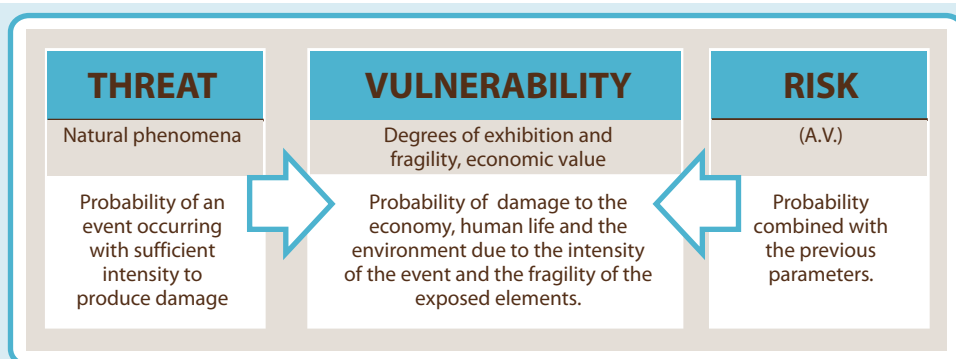 THREAT
Natural phenomena
Probability of an
event occurring
with sufficient
intensity to
produce damage
VULNERABILITY
Degrees of exhibition and
fragility, economic value
Probability of damage to the
economy, human life and the
environment due to the intensity
of the event and the fragility of the
exposed elements.
RISK
(A.V.)
Probability
combined with
the previous
parameters.